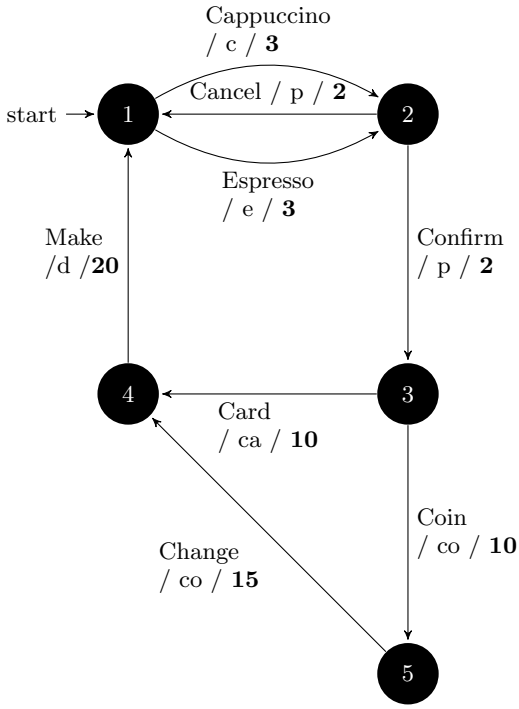 Cappuccino
/ c / 3
Cancel / p / 2
start
1
2
Espresso
/ e / 3
Make
/d /20
Confirm
/ p / 2
4
3
Card
/ ca / 10
Coin
/ co / 10
Change
/ co / 15
5